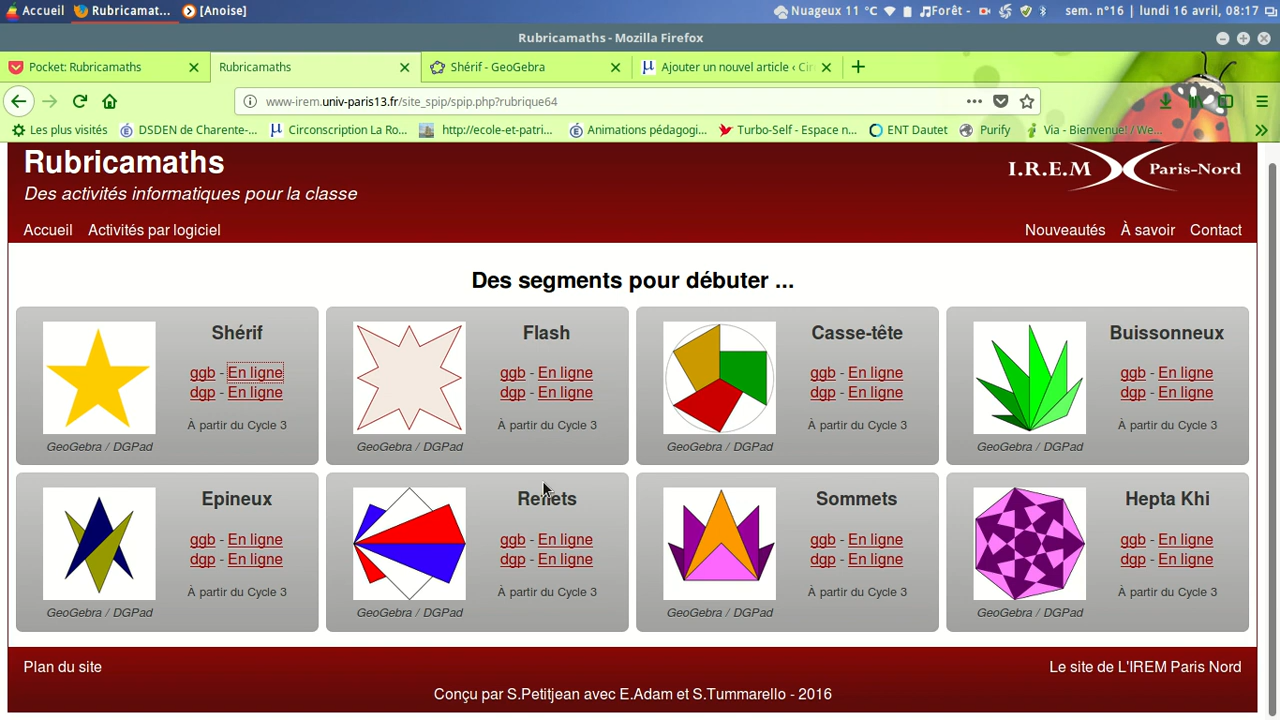 Accueil Rubricamat... [Anoise] Nuageux 11 °C Forêt - sem. n°16 | lundi 16 avril, 08:17
Rubricamaths - Mozilla Firefox
Pocket: Rubricamaths Rubricamaths Shérif - GeoGebra Ajouter un nouvel article ‹ Cir
www-irem.univ-paris13.fr/site_spip/spip.php?rubrique64
Les plus visités DSDEN de Charente-... Circonscription La Ro... http://ecole-et-patri... Animations pédagogi... Turbo-Self - Espace n... ENT Dautet Purify Via - Bienvenue! / We...
Rubricamaths
I.R.E.M Paris-Nord
Des activités informatiques pour la classe
Accueil Activités par logiciel Nouveautés À savoir Contact
Des segments pour débuter ...
Shérif
ggb - En ligne
dgp - En ligne
À partir du Cycle 3
GeoGebra / DGPad
Flash
ggb - En ligne
dgp - En ligne
À partir du Cycle 3
GeoGebra / DGPad
Casse-tête
ggb - En ligne
dgp - En ligne
À partir du Cycle 3
GeoGebra / DGPad
Buissonneux
ggb - En ligne
dgp - En ligne
À partir du Cycle 3
GeoGebra / DGPad
Epineux
ggb - En ligne
dgp - En ligne
À partir du Cycle 3
GeoGebra / DGPad
Reflets
ggb - En ligne
dgp - En ligne
À partir du Cycle 3
GeoGebra / DGPad
Sommets
ggb - En ligne
dgp - En ligne
À partir du Cycle 3
GeoGebra / DGPad
Hepta Khi
ggb - En ligne
dgp - En ligne
À partir du Cycle 3
GeoGebra / DGPad
Plan du site Le site de L'IREM Paris Nord
Conçu par S.Petitjean avec E.Adam et S.Tummarello - 2016